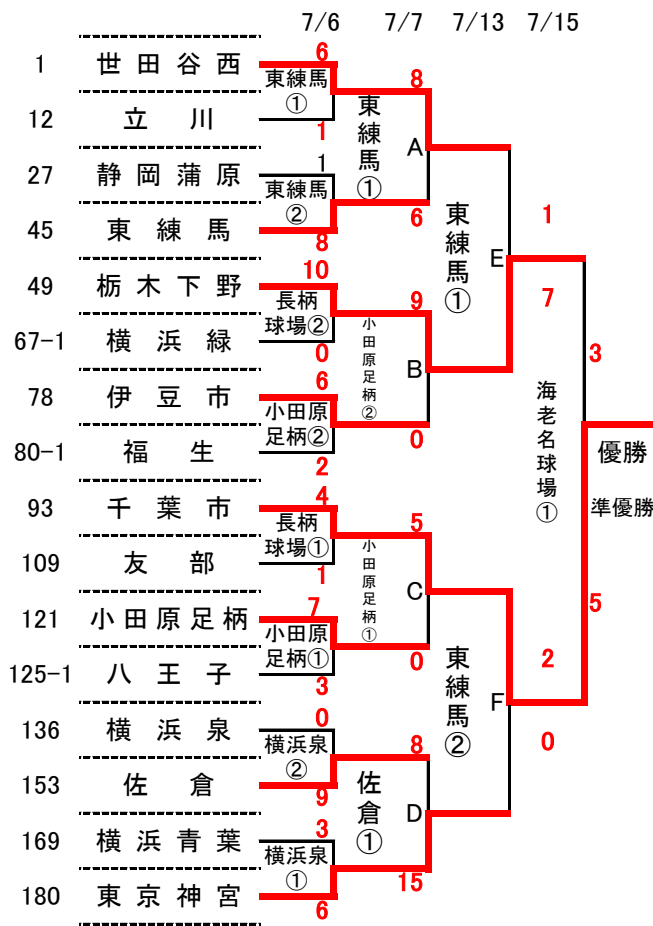 7/6 7/7 7/13 7/15
1 世田谷西 6
東練馬① 8
12 立川 1
東練馬① A
27 静岡蒲原 1
東練馬②
45 東練馬 8 6
東練馬① E 1
49 栃木下野 10
長柄球場② 9 7
67-1 横浜緑 0
小田原足柄② B 3
78 伊豆市 6
小田原足柄② 0
80-1 福生 2
海老名球場① 優勝
93 千葉市 4 準優勝
長柄球場① 5
109 友部 1
小田原足柄① C 5
121 小田原足柄 7
小田原足柄① 0
125-1 八王子 3
東練馬② F 2
136 横浜泉 0
横浜泉② 8 0
153 佐倉 9
佐倉① D
169 横浜青葉 3
横浜泉① 15
180 東京神宮 6